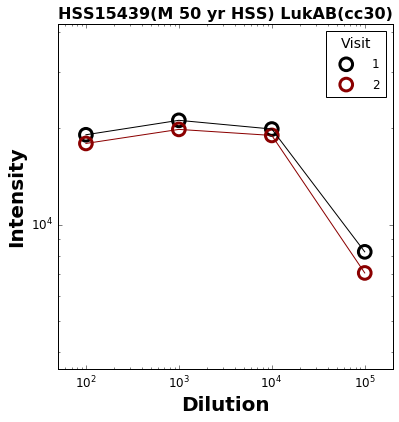 HSS15439(M 50 yr HSS) LukAB(cc30)
Visit
1
2
Intensity
10^4
10^2 10^3 10^4 10^5
Dilution